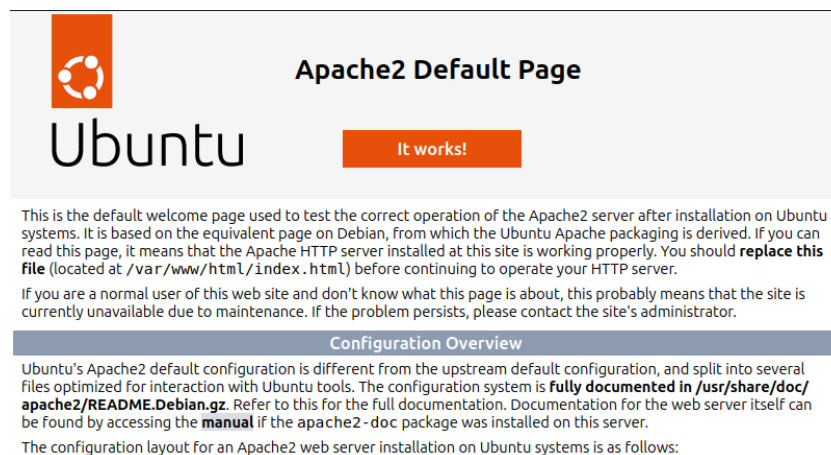 Ubuntu
Apache2 Default Page
It works!
This is the default welcome page used to test the correct operation of the Apache2 server after installation on Ubuntu
systems. It is based on the equivalent page on Debian, from which the Ubuntu Apache packaging is derived. If you can
read this page, it means that the Apache HTTP server installed at this site is working properly. You should replace this
file (located at /var/www/html/index.html) before continuing to operate your HTTP server.
If you are a normal user of this web site and don't know what this page is about, this probably means that the site is
currently unavailable due to maintenance. If the problem persists, please contact the site's administrator.
Configuration Overview
Ubuntu's Apache2 default configuration is different from the upstream default configuration, and split into several
files optimized for interaction with Ubuntu tools. The configuration system is fully documented in /usr/share/doc/
apache2/README.Debian.gz. Refer to this for the full documentation. Documentation for the web server itself can
be found by accessing the manual if the apache2-doc package was installed on this server.
The configuration layout for an Apache2 web server installation on Ubuntu systems is as follows: